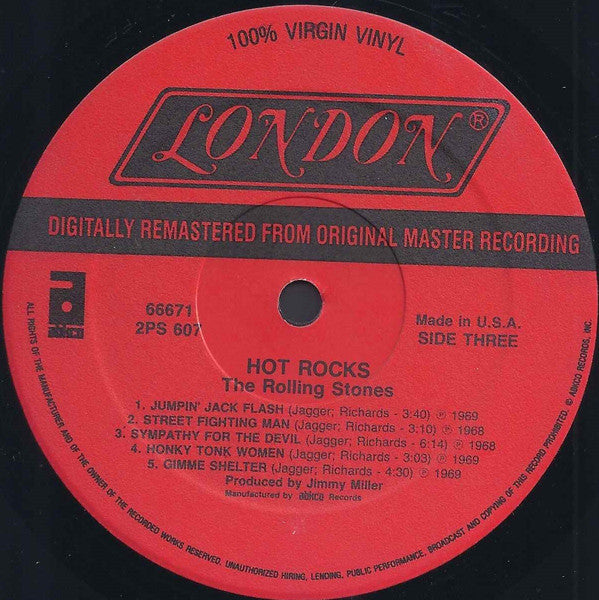 100% VIRGIN VINYL
LONDON®
DIGITALLY REMASTERED FROM ORIGINAL MASTER RECORDING
abkco
66671
2PS 607
Made in U.S.A.
SIDE THREE
HOT ROCKS
The Rolling Stones
1. JUMPIN' JACK FLASH (Jagger; Richards - 3:40) ℗ 1969
2. STREET FIGHTING MAN (Jagger; Richards - 3:10) ℗ 1968
3. SYMPATHY FOR THE DEVIL (Jagger; Richards - 6:14) ℗ 1968
4. HONKY TONK WOMEN (Jagger; Richards - 3:03) ℗ 1969
5. GIMME SHELTER (Jagger; Richards - 4:30) ℗ 1969
Produced by Jimmy Miller
Manufactured by abkco Records
ALL RIGHTS OF THE MANUFACTURER AND OF THE OWNER OF THE RECORDED WORKS RESERVED. UNAUTHORIZED HIRING, LENDING, PUBLIC PERFORMANCE, BROADCAST AND COPYING OF THIS RECORD PROHIBITED. © ABKCO RECORDS, INC.